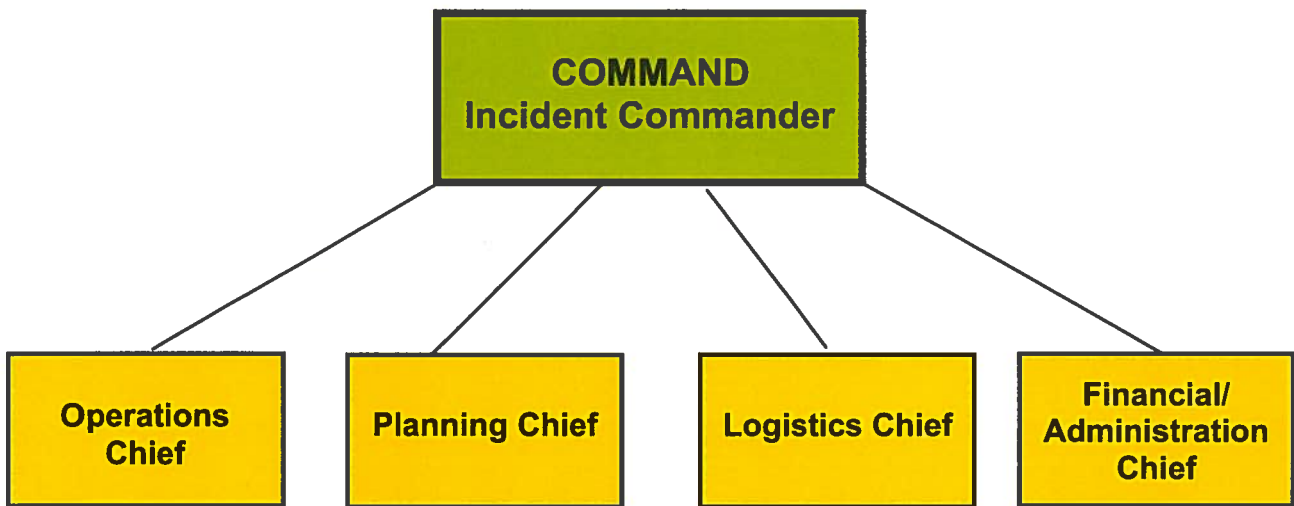 COMMAND
Incident Commander
Operations
Chief
Planning Chief
Logistics Chief
Financial/
Administration
Chief